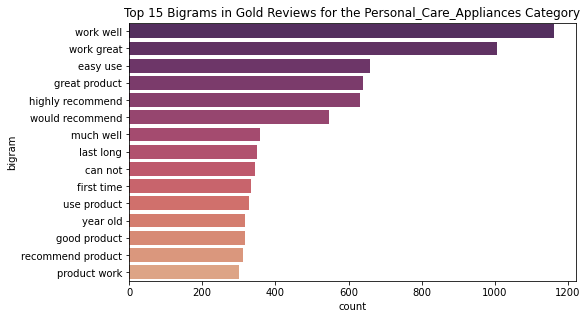 Top 15 Bigrams in Gold Reviews for the Personal_Care_Appliances Category
bigram
work well
work great
easy use
great product
highly recommend
would recommend
much well
last long
can not
first time
use product
year old
good product
recommend product
product work
0 200 400 600 800 1000 1200
count